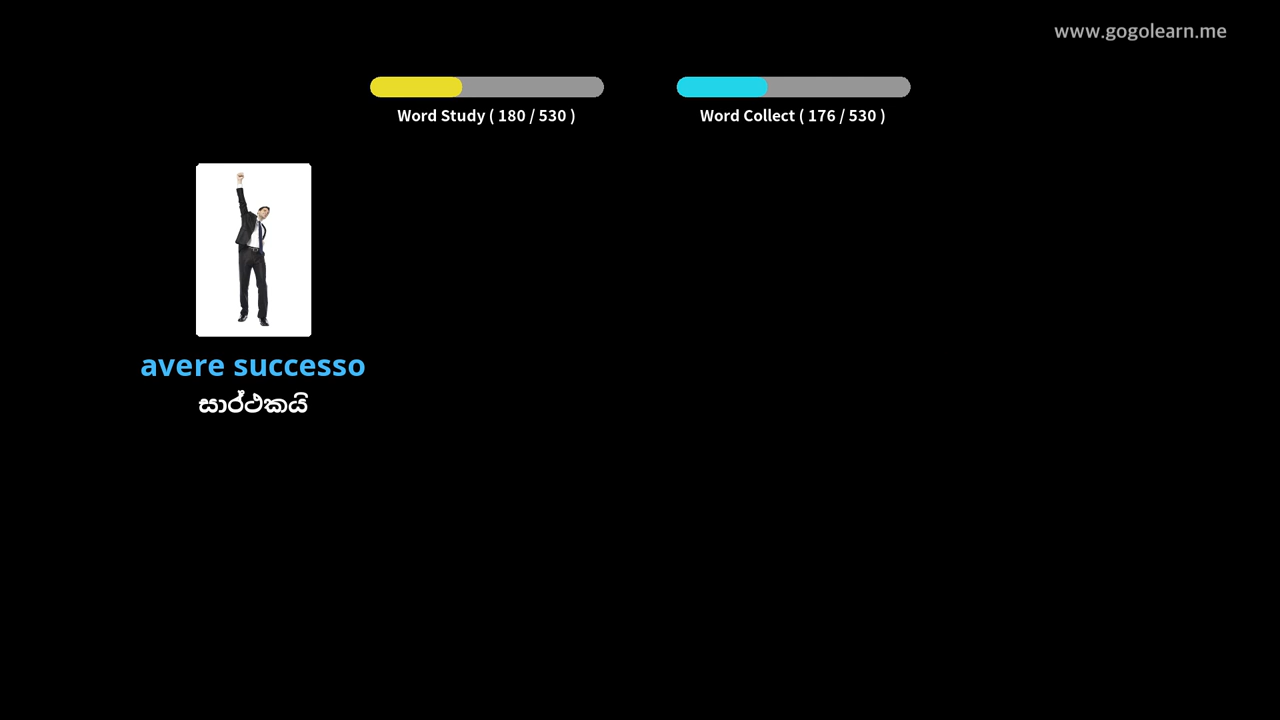 www.gogolearn.me
Word Study ( 180 / 530 )
Word Collect ( 176 / 530 )
avere successo
සාර්ථකයි